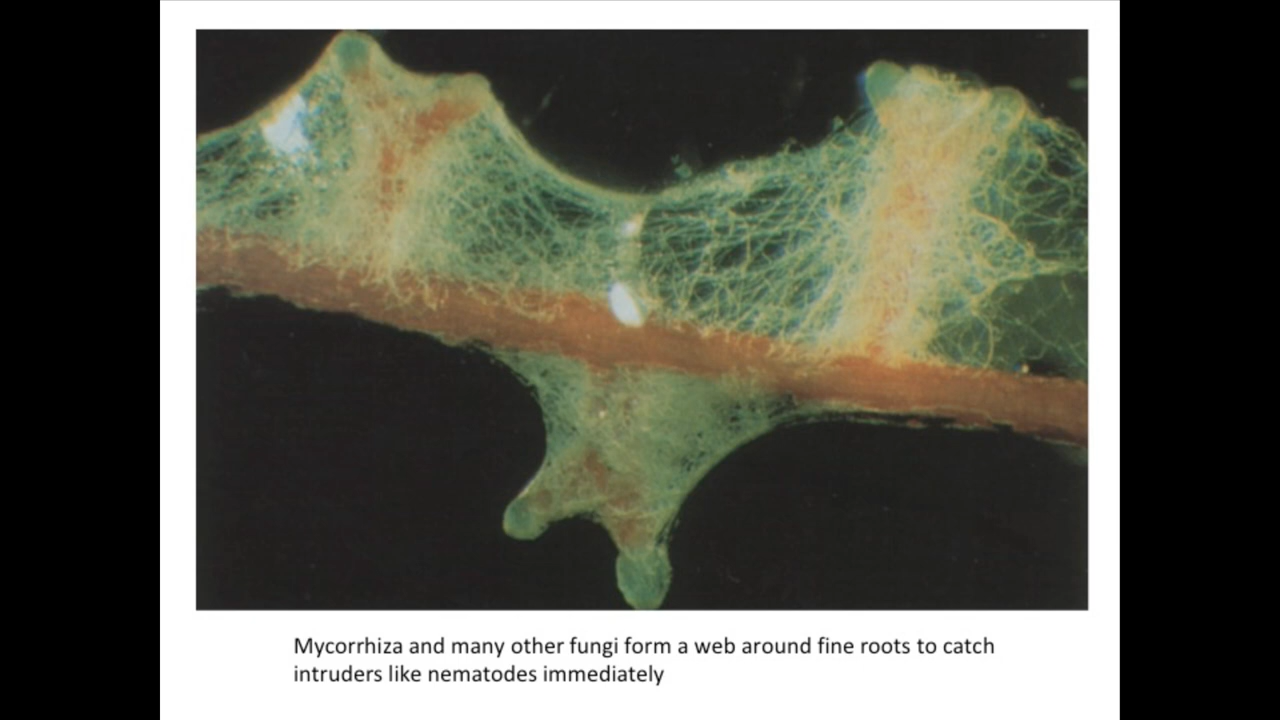 Mycorrhiza and many other fungi form a web around fine roots to catch
intruders like nematodes immediately